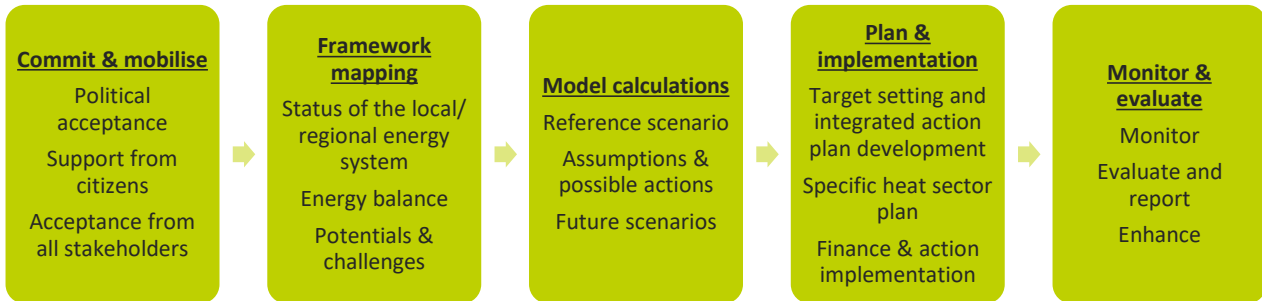 Commit & mobilise
Political
acceptance
Support from
citizens
Acceptance from
all stakeholders
Framework
mapping
Status of the local/
regional energy
system
Energy balance
Potentials &
challenges
Model calculations
Reference scenario
Assumptions &
possible actions
Future scenarios
Plan &
implementation
Target setting and
integrated action
plan development
Specific heat sector
plan
Finance & action
implementation
Monitor &
evaluate
Monitor
Evaluate and
report
Enhance